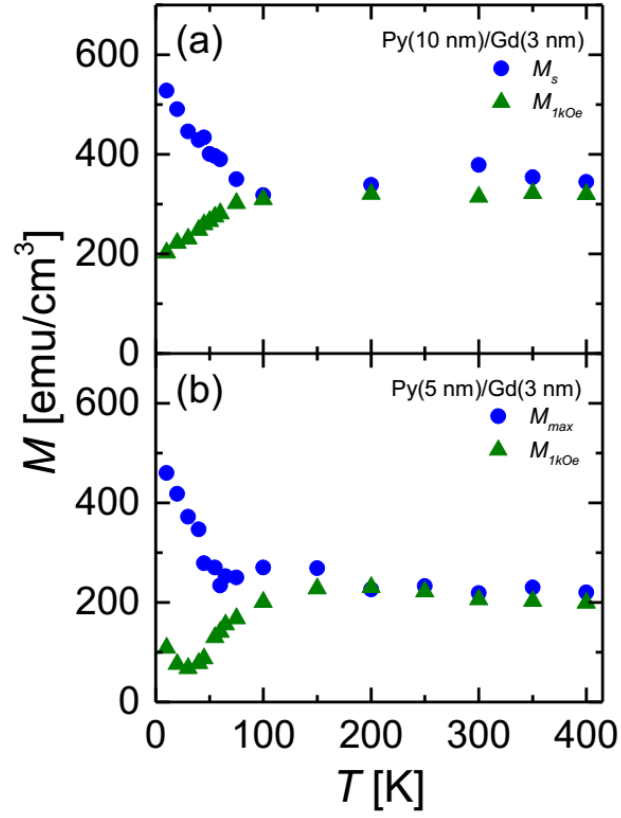 (a)
Py(10 nm)/Gd(3 nm)
Ms
M1kOe
600
400
200
0
(b)
Py(5 nm)/Gd(3 nm)
Mmax
M1kOe
600
400
200
0
M [emu/cm³]
0 100 200 300 400
T [K]